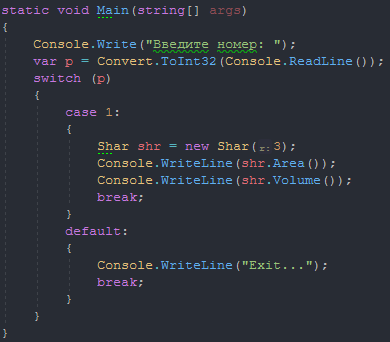 static void Main(string[] args)
{
    Console.Write("Введите номер: ");
    var p = Convert.ToInt32(Console.ReadLine());
    switch (p)
    {
        case 1:
        {
            Shar shr = new Shar(r:3);
            Console.WriteLine(shr.Area());
            Console.WriteLine(shr.Volume());
            break;
        }
        default:
        {
            Console.WriteLine("Exit...");
            break;
        }
    }
}